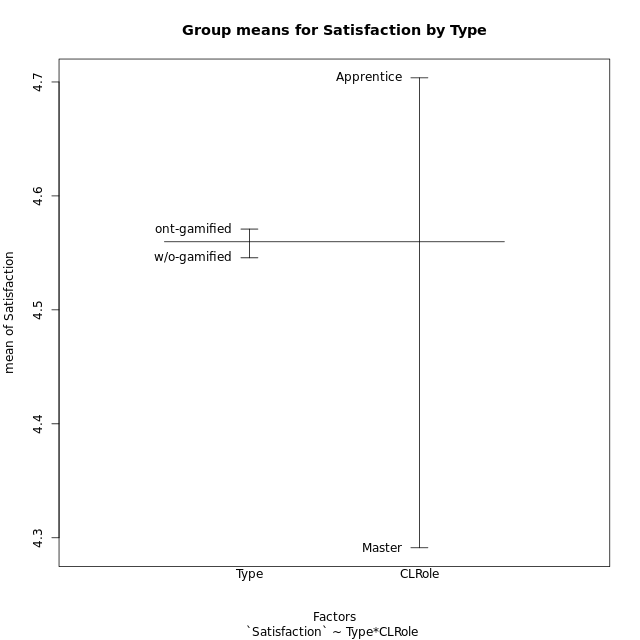 Group means for Satisfaction by Type
mean of Satisfaction
4.7
4.6
4.5
4.4
4.3
Apprentice
ont-gamified
w/o-gamified
Master
Type
CLRole
Factors
`Satisfaction` ~ Type*CLRole